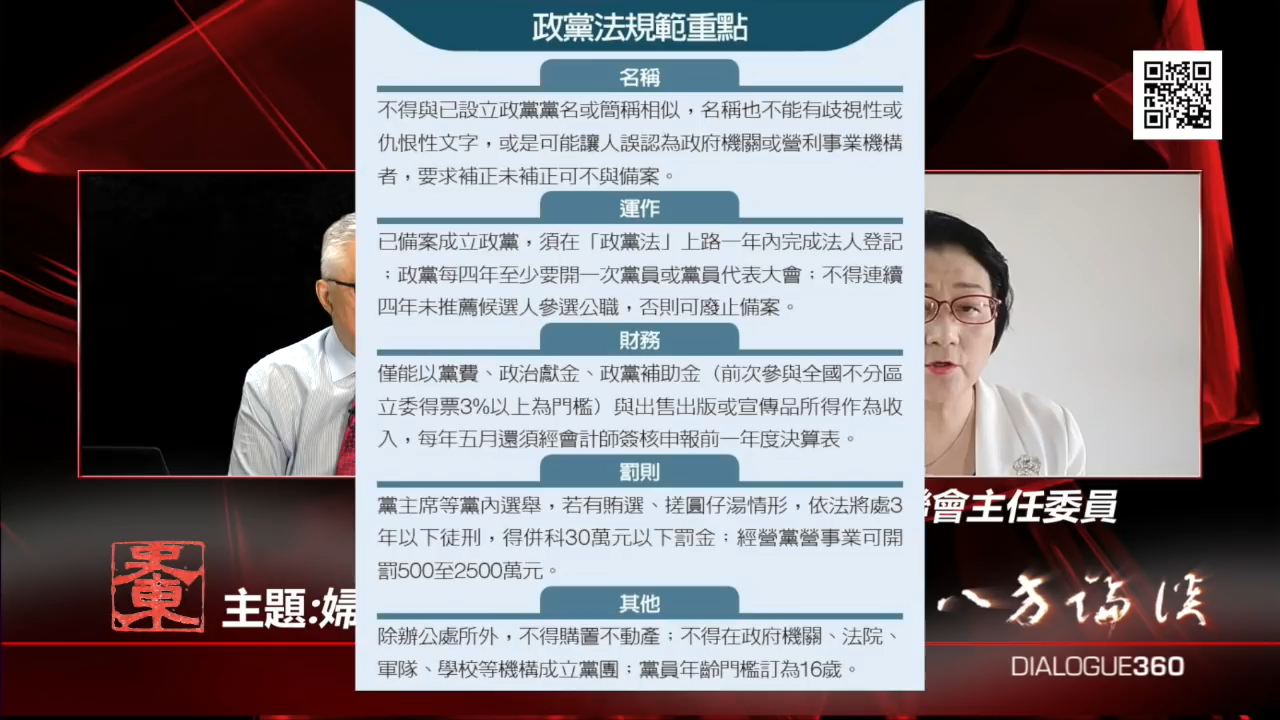 政黨法規範重點
名稱
不得與已設立政黨黨名或簡稱相似，名稱也不能有歧視性或
仇恨性文字，或是可能讓人誤認為政府機關或營利事業機構
者，要求補正未補正可不與備案。
運作
已備案成立政黨，須在「政黨法」上路一年內完成法人登記
；政黨每四年至少要開一次黨員或黨員代表大會；不得連續
四年未推薦候選人參選公職，否則可廢止備案。
財務
僅能以黨費、政治獻金、政黨補助金（前次參與全國不分區
立委得票3%以上為門檻）與出售出版或宣傳品所得作為收
入，每年五月還須經會計師簽核申報前一年度決算表。
罰則
黨主席等黨內選舉，若有賄選、搓圓仔湯情形，依法將處3
年以下徒刑，得併科30萬元以下罰金；經營黨營事業可開
罰500至2500萬元。
其他
除辦公處所外，不得購置不動產；不得在政府機關、法院、
軍隊、學校等機構成立黨團；黨員年齡門檻訂為16歲。
會主任委員
主題:婦
八方論談
DIALOGUE360